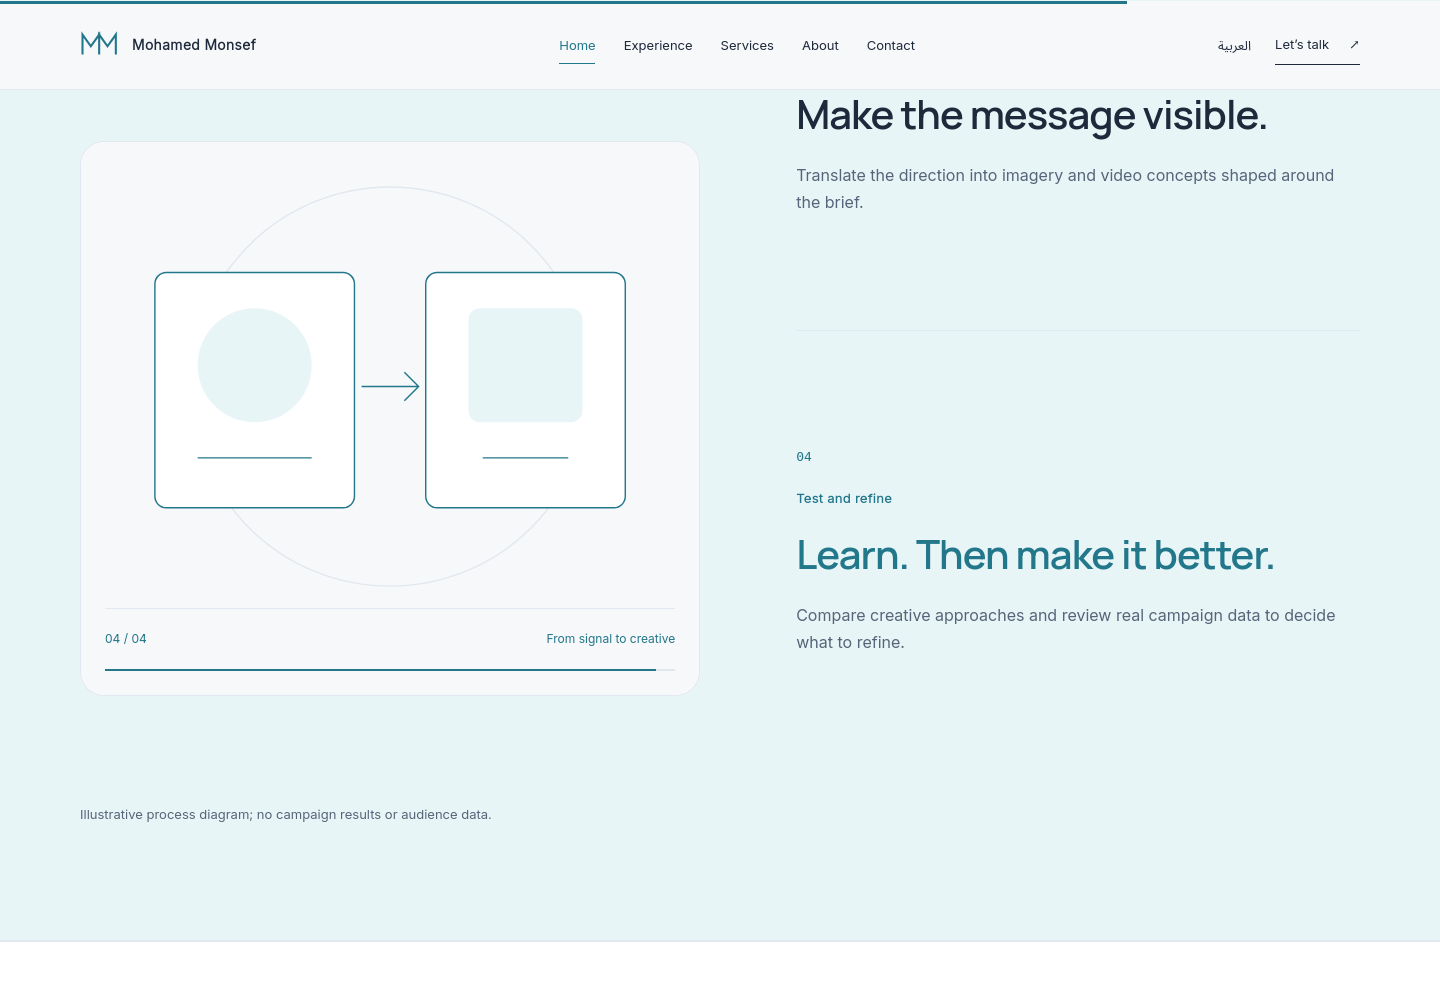 Mohamed Monsef
Home Experience Services About Contact
العربية
Let’s talk ↗
Make the message visible.
Translate the direction into imagery and video concepts shaped around
the brief.
04
Test and refine
Learn. Then make it better.
Compare creative approaches and review real campaign data to decide
what to refine.
04 / 04
From signal to creative
Illustrative process diagram; no campaign results or audience data.